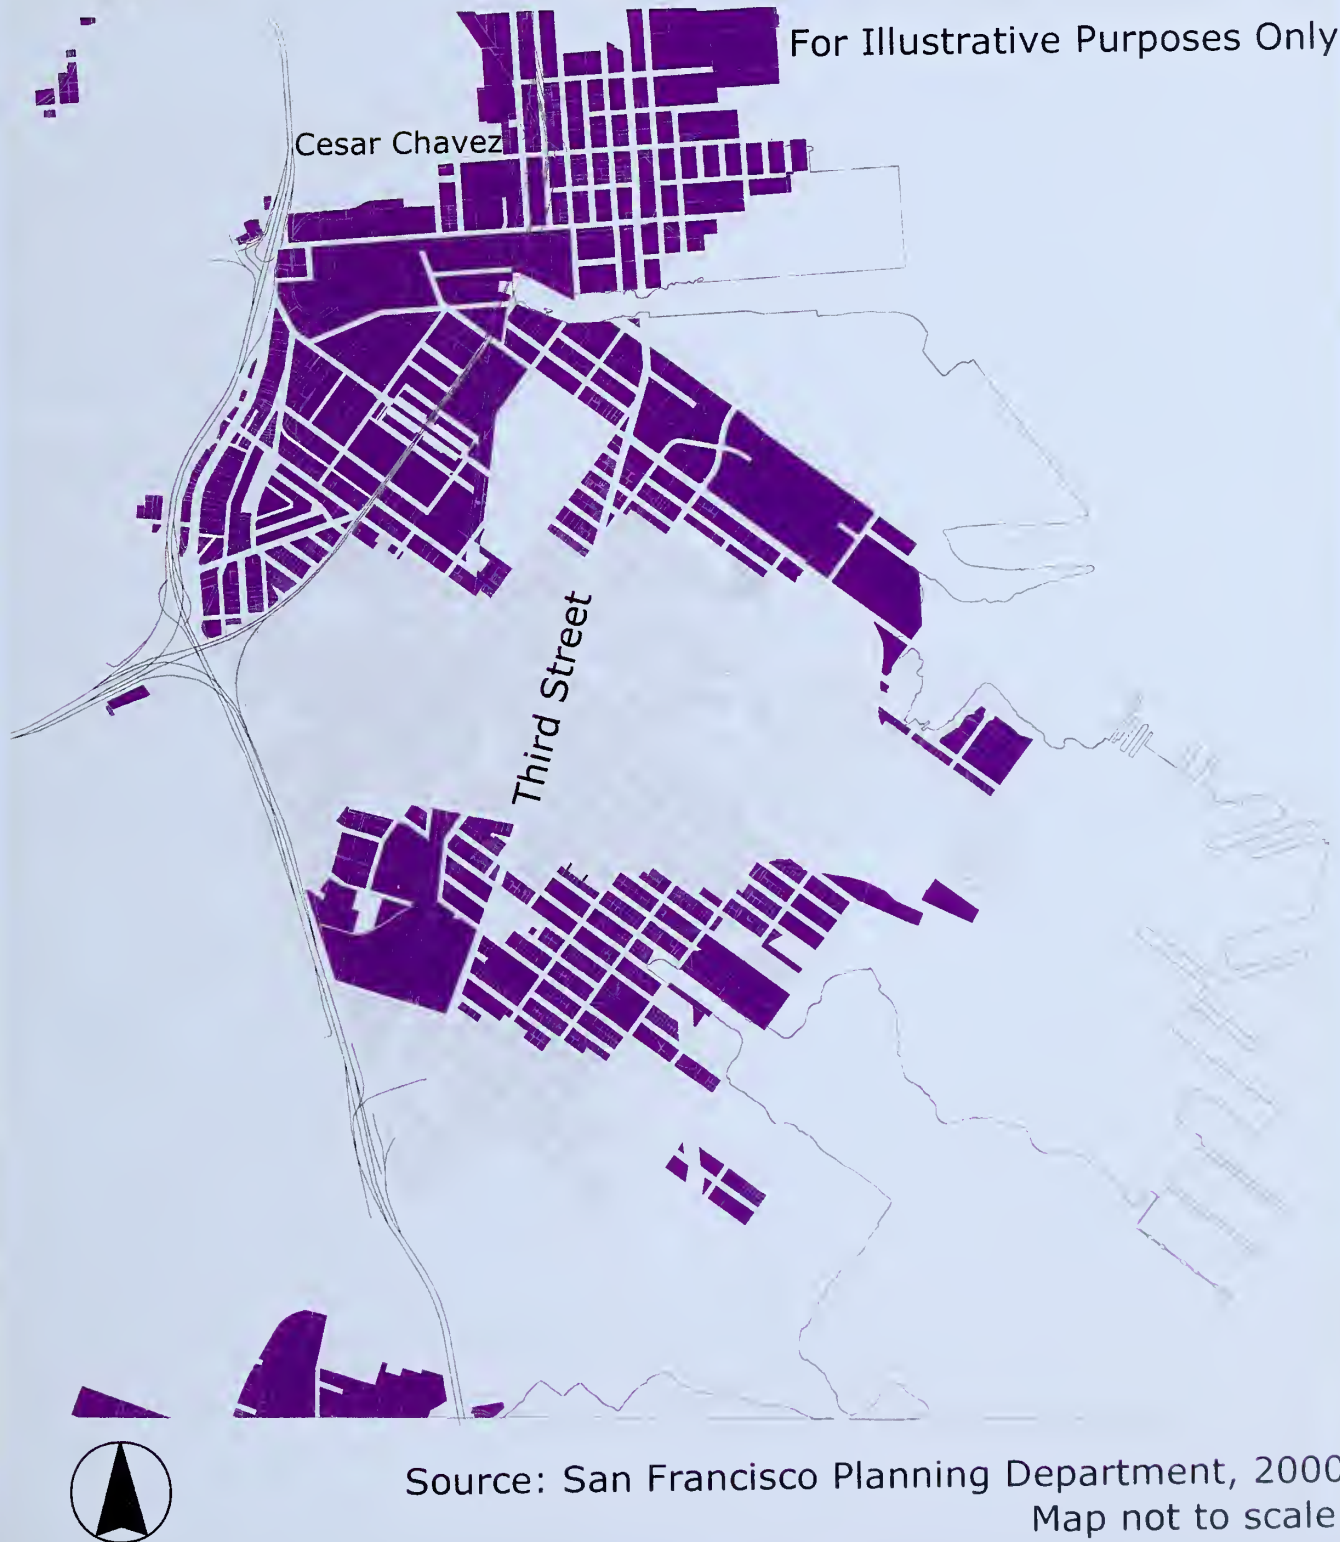 For Illustrative Purposes Only
Cesar Chavez
Third Street
Source: San Francisco Planning Department, 2000
Map not to scale